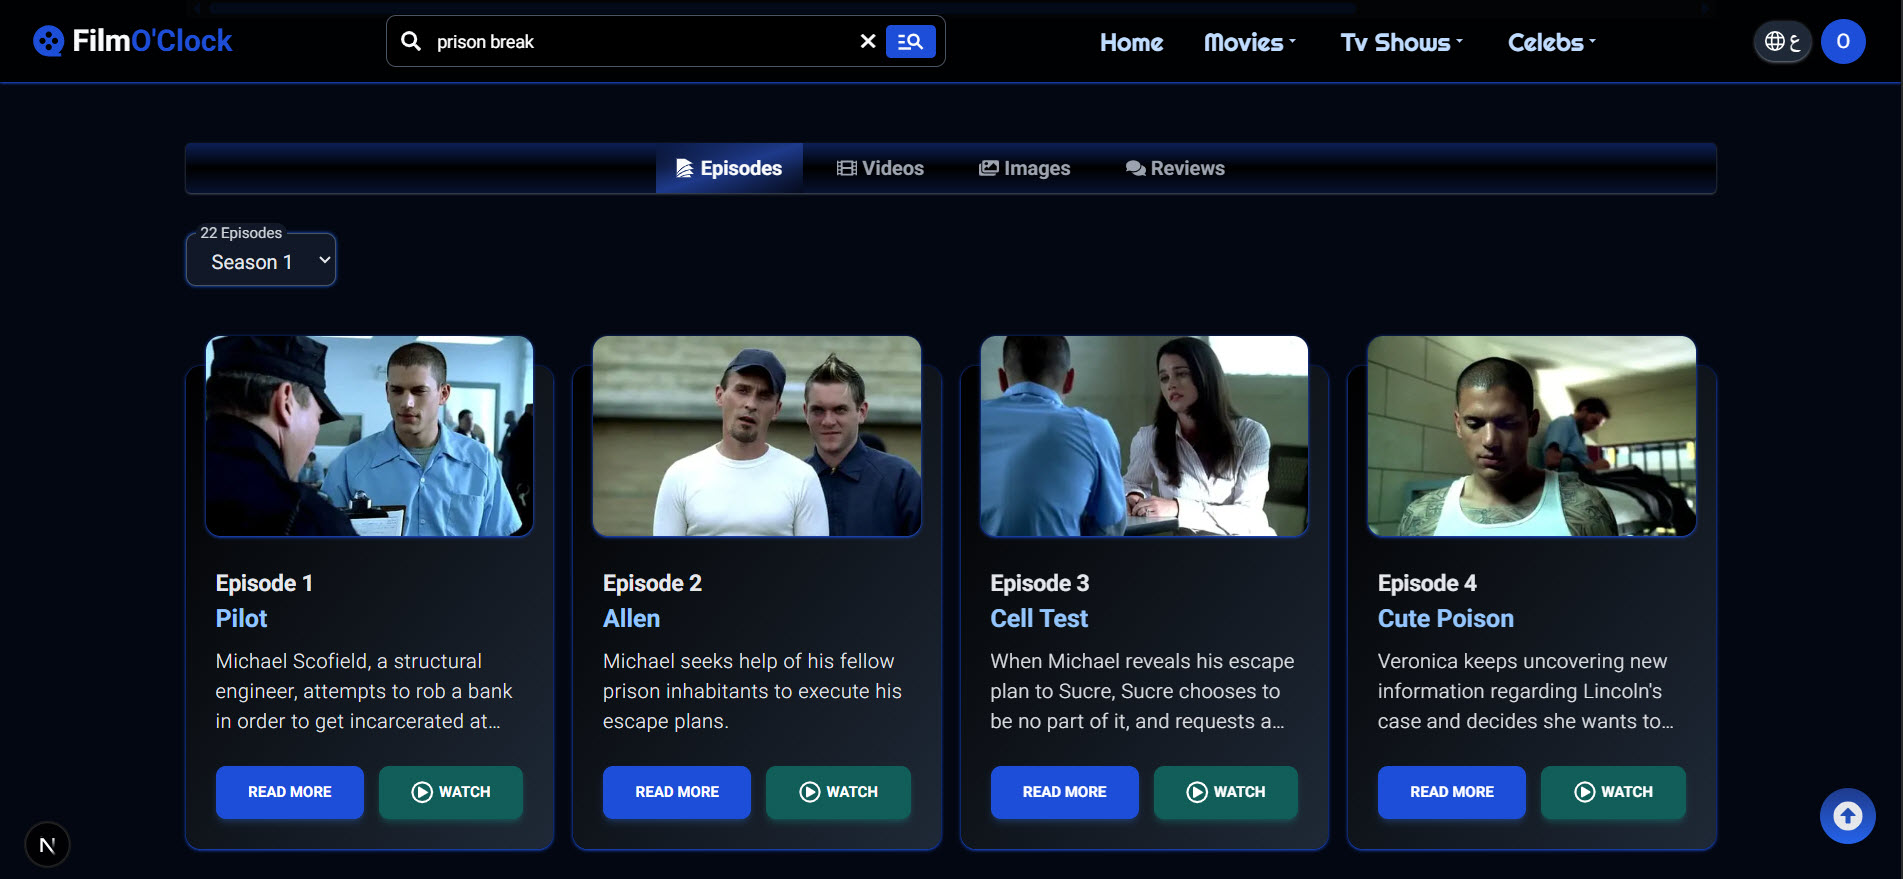 FilmO'Clock
prison break
Home
Movies
Tv Shows
Celebs
ع
O
Episodes
Videos
Images
Reviews
22 Episodes
Season 1
Episode 1
Pilot
Michael Scofield, a structural
engineer, attempts to rob a bank
in order to get incarcerated at...
READ MORE
WATCH
Episode 2
Allen
Michael seeks help of his fellow
prison inhabitants to execute his
escape plans.
READ MORE
WATCH
Episode 3
Cell Test
When Michael reveals his escape
plan to Sucre, Sucre chooses to
be no part of it, and requests a...
READ MORE
WATCH
Episode 4
Cute Poison
Veronica keeps uncovering new
information regarding Lincoln's
case and decides she wants to...
READ MORE
WATCH
N